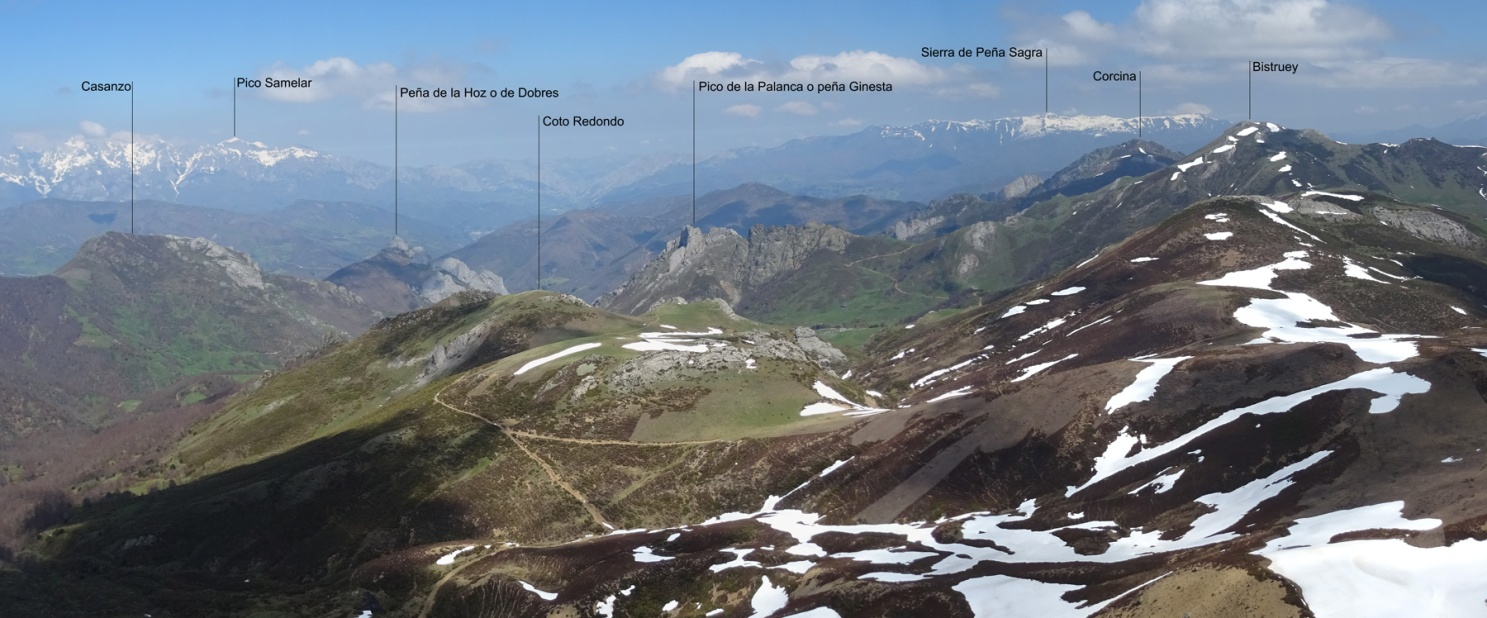 Casanzo
Pico Samelar
Peña de la Hoz o de Dobres
Coto Redondo
Pico de la Palanca o peña Ginesta
Sierra de Peña Sagra
Corcina
Bistruey